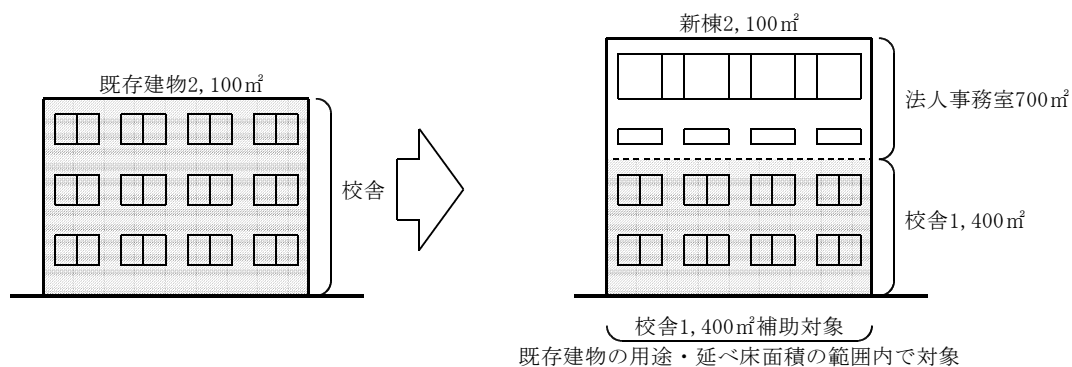 新棟2,100㎡
既存建物2,100㎡
法人事務室700㎡
校舎
校舎1,400㎡
校舎1,400㎡補助対象
既存建物の用途・延べ床面積の範囲内で対象